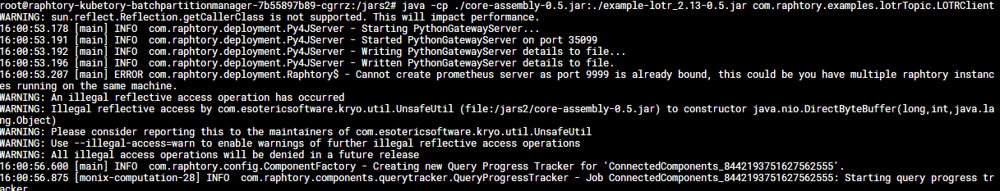 root@raphtory-kubetory-batchpartitionmanager-7b55897b89-cgrrz:/jars2# java -cp ./core-assembly-0.5.jar:./example-lotr_2.13-0.5.jar com.raphtory.examples.lotrTopic.LOTRClient
WARNING: sun.reflect.Reflection.getCallerClass is not supported. This will impact performance.
16:00:53.178 [main] INFO  com.raphtory.deployment.Py4JServer - Starting PythonGatewayServer...
16:00:53.191 [main] INFO  com.raphtory.deployment.Py4JServer - Started PythonGatewayServer on port 35099
16:00:53.192 [main] INFO  com.raphtory.deployment.Py4JServer - Writing PythonGatewayServer details to file...
16:00:53.196 [main] INFO  com.raphtory.deployment.Py4JServer - Written PythonGatewayServer details to file.
16:00:53.207 [main] ERROR com.raphtory.deployment.Raphtory$ - Cannot create prometheus server as port 9999 is already bound, this could be you have multiple raphtory instanc
es running on the same machine.
WARNING: An illegal reflective access operation has occurred
WARNING: Illegal reflective access by com.esotericsoftware.kryo.util.UnsafeUtil (file:/jars2/core-assembly-0.5.jar) to constructor java.nio.DirectByteBuffer(long,int,java.la
ng.Object)
WARNING: Please consider reporting this to the maintainers of com.esotericsoftware.kryo.util.UnsafeUtil
WARNING: Use --illegal-access=warn to enable warnings of further illegal reflective access operations
WARNING: All illegal access operations will be denied in a future release
16:00:56.600 [main] INFO  com.raphtory.config.ComponentFactory - Creating new Query Progress Tracker for 'ConnectedComponents_8442193751627562555'.
16:00:56.875 [monix-computation-28] INFO  com.raphtory.components.querytracker.QueryProgressTracker - Job ConnectedComponents_8442193751627562555: Starting query progress tr
acker.